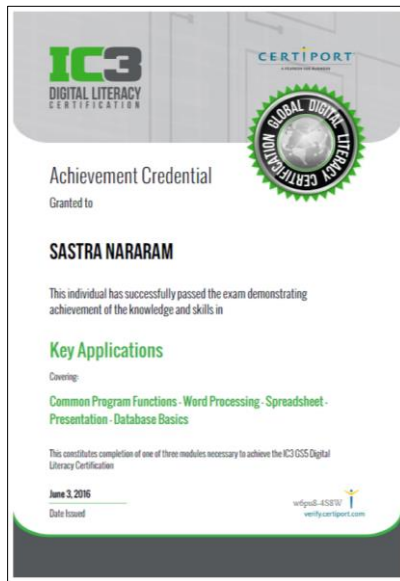 IC3
DIGITAL LITERACY
CERTIFICATION
CERTIPORT
GLOBAL DIGITAL LITERACY CERTIFICATION
Achievement Credential
Granted to
SASTRA NARARAM
This individual has successfully passed the exam demonstrating
achievement of the knowledge and skills in
Key Applications
Covering:
Common Program Functions - Word Processing - Spreadsheet -
Presentation - Database Basics
This constitutes completion of one of three modules necessary to achieve the IC3 GS5 Digital
Literacy Certification
June 3, 2016
Date Issued
verify.certiport.com